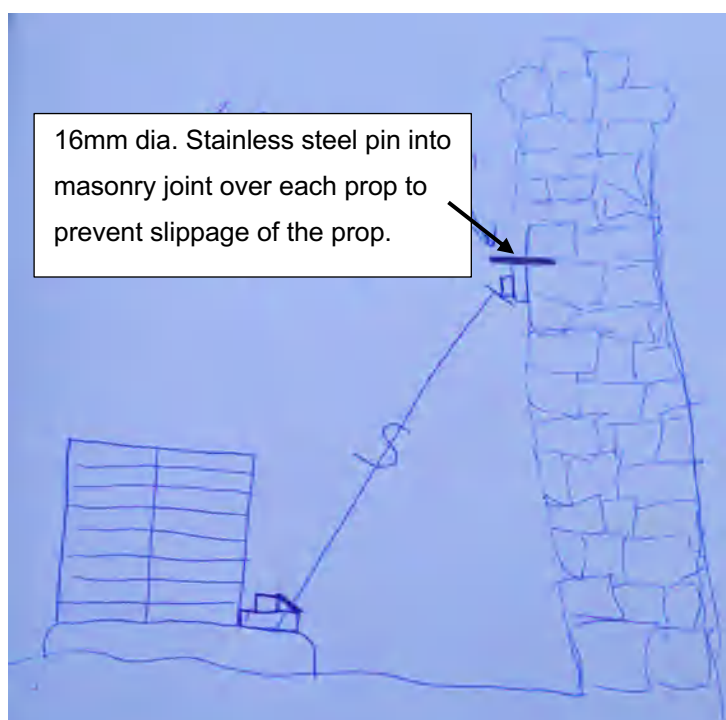 16mm dia. Stainless steel pin into
masonry joint over each prop to
prevent slippage of the prop.